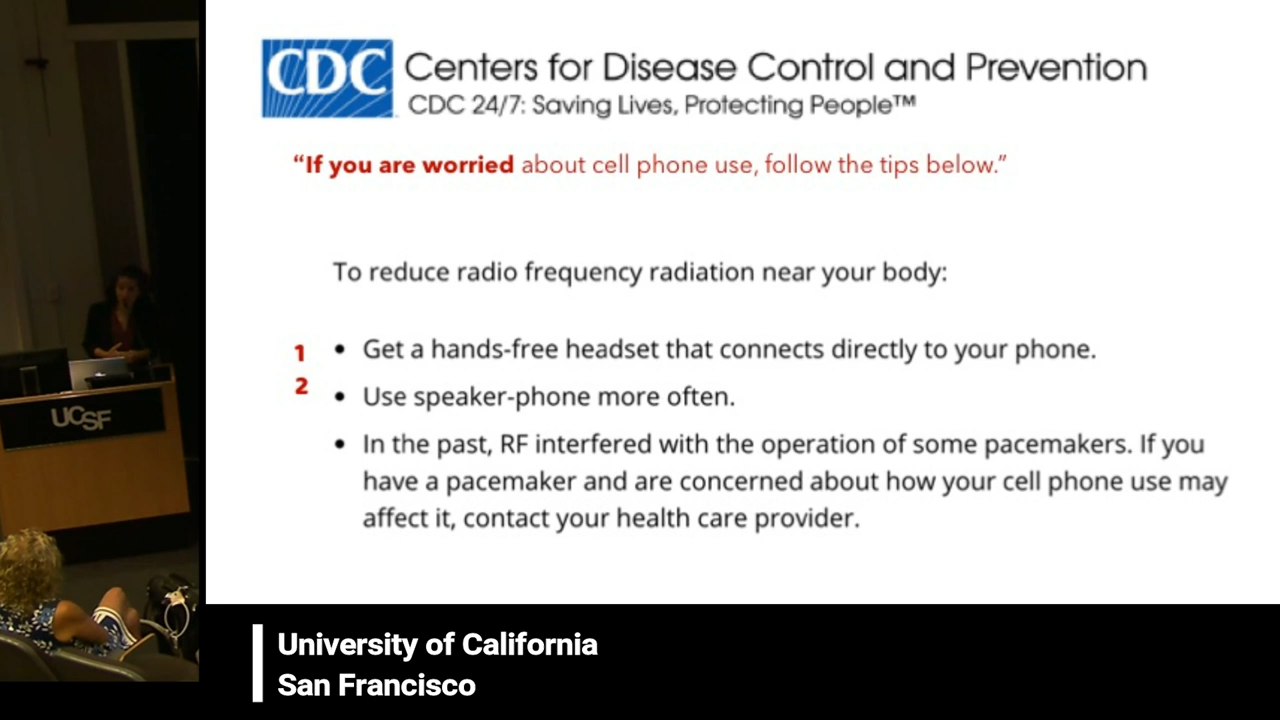 CDC Centers for Disease Control and Prevention
CDC 24/7: Saving Lives, Protecting People™
“If you are worried about cell phone use, follow the tips below.”
To reduce radio frequency radiation near your body:
1 • Get a hands-free headset that connects directly to your phone.
2 • Use speaker-phone more often.
• In the past, RF interfered with the operation of some pacemakers. If you
have a pacemaker and are concerned about how your cell phone use may
affect it, contact your health care provider.
UCSF
University of California
San Francisco